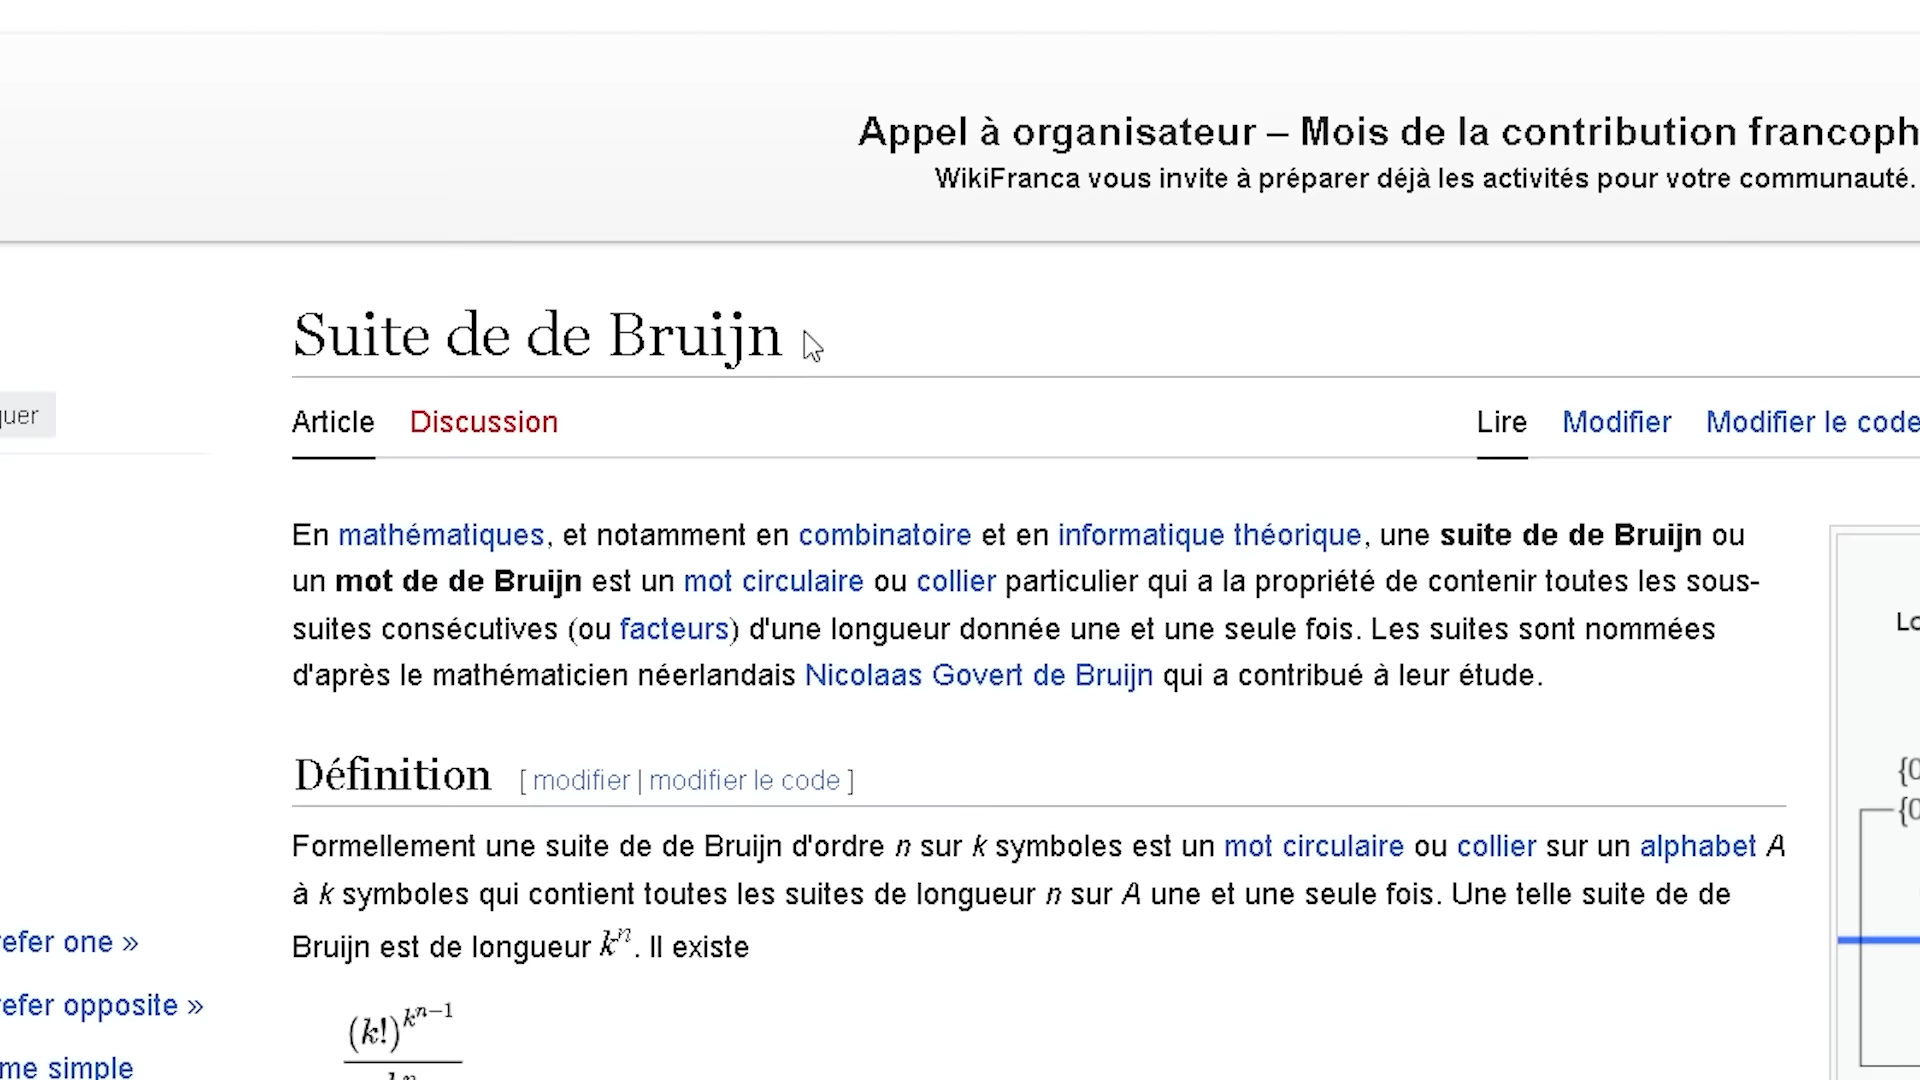 Appel à organisateur – Mois de la contribution francoph
WikiFranca vous invite à préparer déjà les activités pour votre communauté.
Suite de de Bruijn
quer
Article Discussion Lire Modifier Modifier le code
En mathématiques, et notamment en combinatoire et en informatique théorique, une suite de de Bruijn ou
un mot de de Bruijn est un mot circulaire ou collier particulier qui a la propriété de contenir toutes les sous-
suites consécutives (ou facteurs) d'une longueur donnée une et une seule fois. Les suites sont nommées
d'après le mathématicien néerlandais Nicolaas Govert de Bruijn qui a contribué à leur étude.
Lo
Définition [ modifier | modifier le code ]
{0
{0
Formellement une suite de de Bruijn d'ordre n sur k symboles est un mot circulaire ou collier sur un alphabet A
à k symboles qui contient toutes les suites de longueur n sur A une et une seule fois. Une telle suite de de
Bruijn est de longueur kⁿ. Il existe
efer one »
efer opposite »
me simple
(k!)^{k^{n-1}}